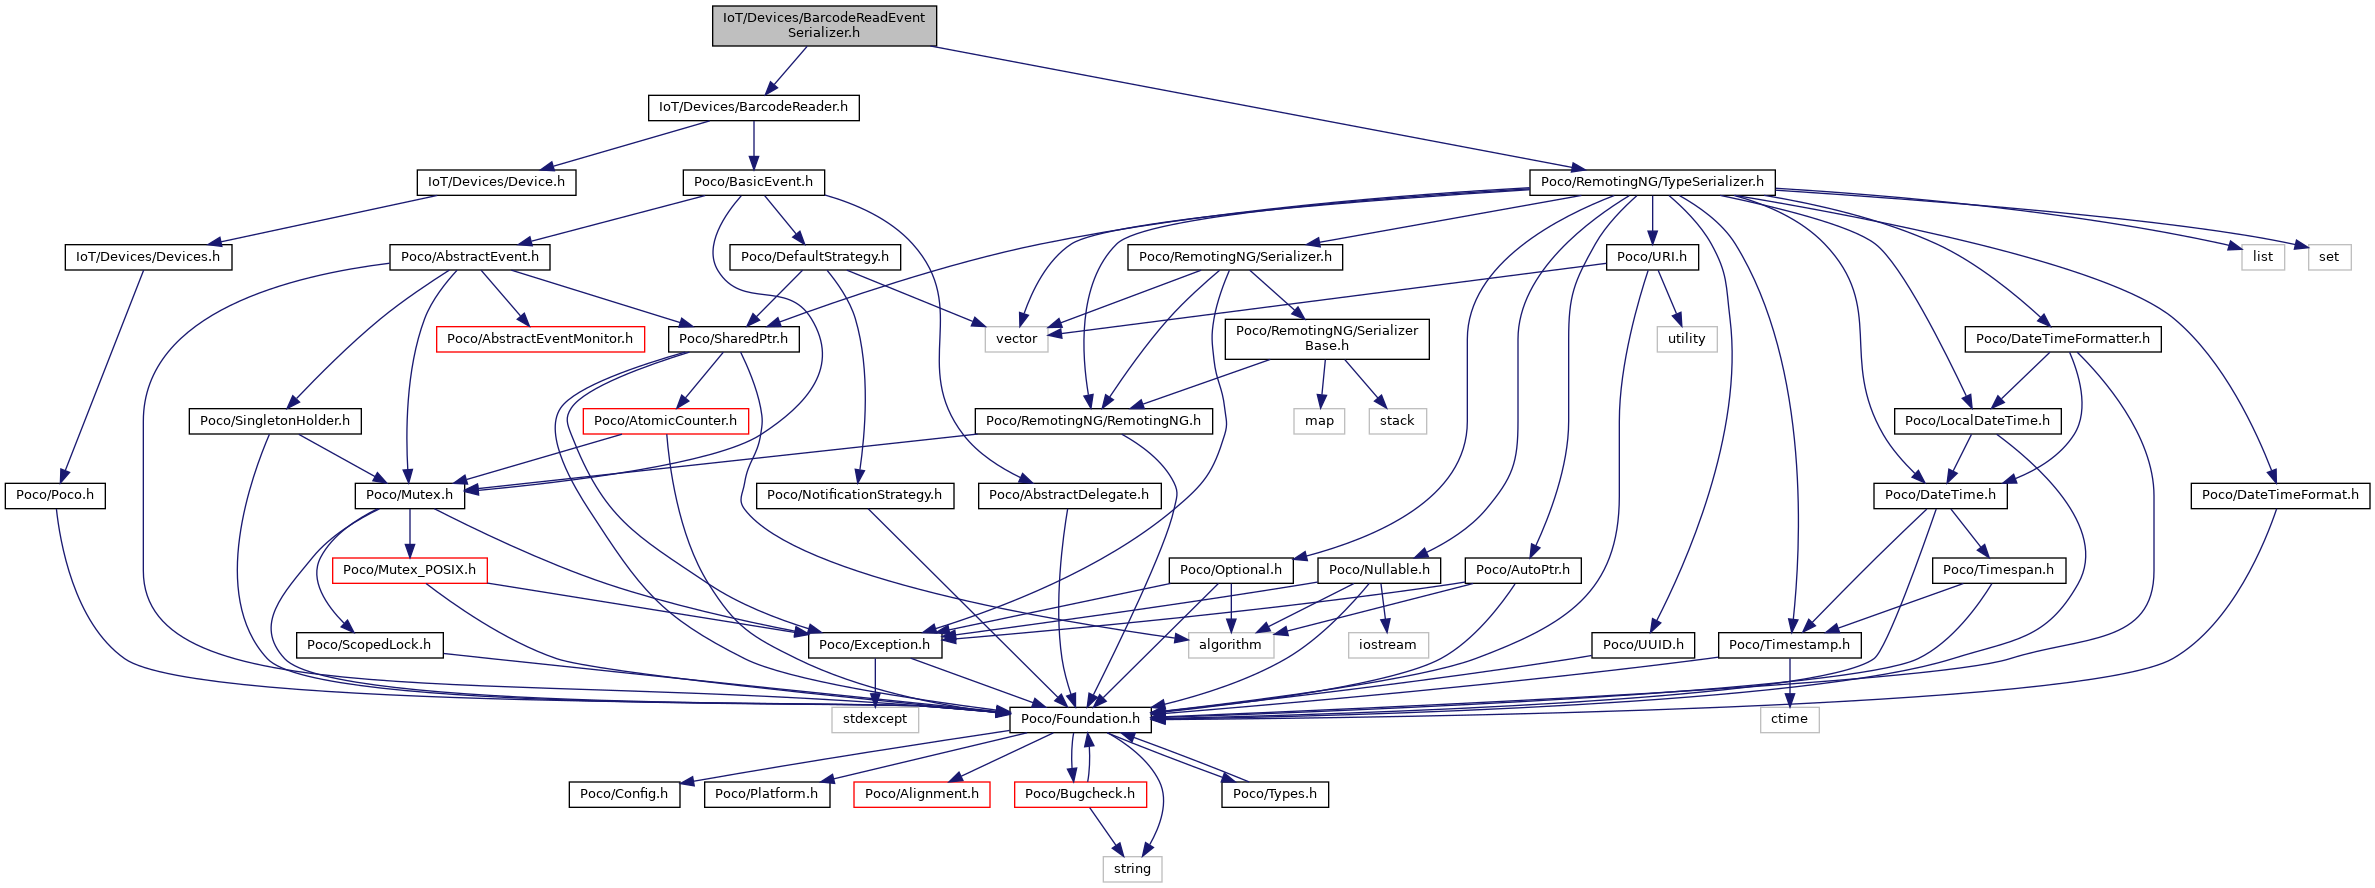 IoT/Devices/BarcodeReadEvent
Serializer.h
IoT/Devices/BarcodeReader.h
IoT/Devices/Device.h
Poco/BasicEvent.h
Poco/RemotingNG/TypeSerializer.h
IoT/Devices/Devices.h
Poco/AbstractEvent.h
Poco/DefaultStrategy.h
Poco/RemotingNG/Serializer.h
Poco/URI.h
list
set
Poco/AbstractEventMonitor.h
Poco/SharedPtr.h
vector
Poco/RemotingNG/Serializer
Base.h
utility
Poco/DateTimeFormatter.h
Poco/SingletonHolder.h
Poco/AtomicCounter.h
Poco/RemotingNG/RemotingNG.h
map
stack
Poco/LocalDateTime.h
Poco/Poco.h
Poco/Mutex.h
Poco/NotificationStrategy.h
Poco/AbstractDelegate.h
Poco/DateTime.h
Poco/DateTimeFormat.h
Poco/Mutex_POSIX.h
Poco/Optional.h
Poco/Nullable.h
Poco/AutoPtr.h
Poco/Timespan.h
Poco/ScopedLock.h
Poco/Exception.h
algorithm
iostream
Poco/UUID.h
Poco/Timestamp.h
stdexcept
Poco/Foundation.h
ctime
Poco/Config.h
Poco/Platform.h
Poco/Alignment.h
Poco/Bugcheck.h
Poco/Types.h
string